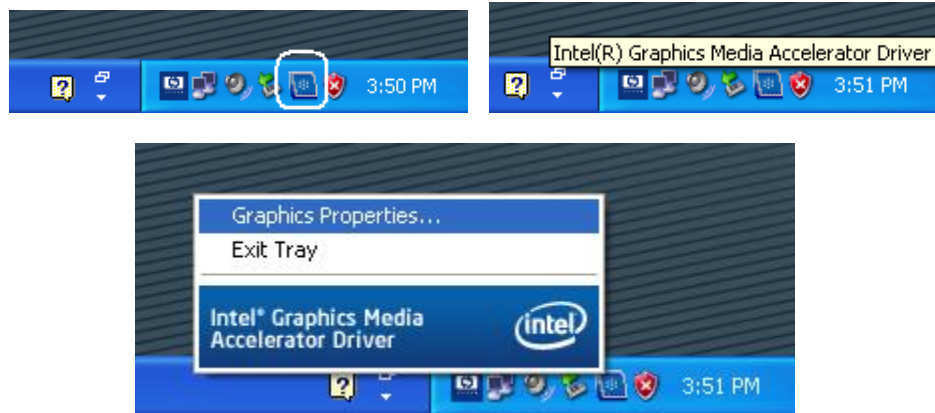 Intel(R) Graphics Media Accelerator Driver
3:50 PM
3:51 PM
Graphics Properties...
Exit Tray
Intel® Graphics Media
Accelerator Driver
intel
3:51 PM